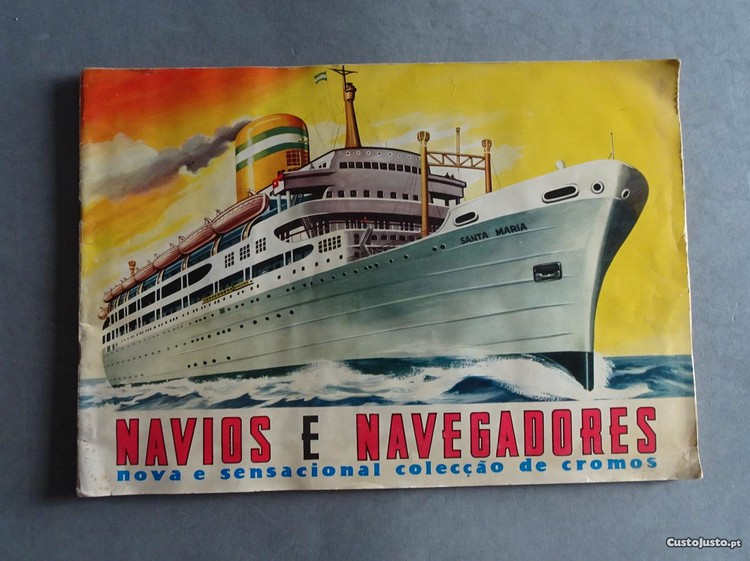 SANTA MARIA
NAVIOS E NAVEGADORES
nova e sensacional colecção de cromos
CustoJusto.pt